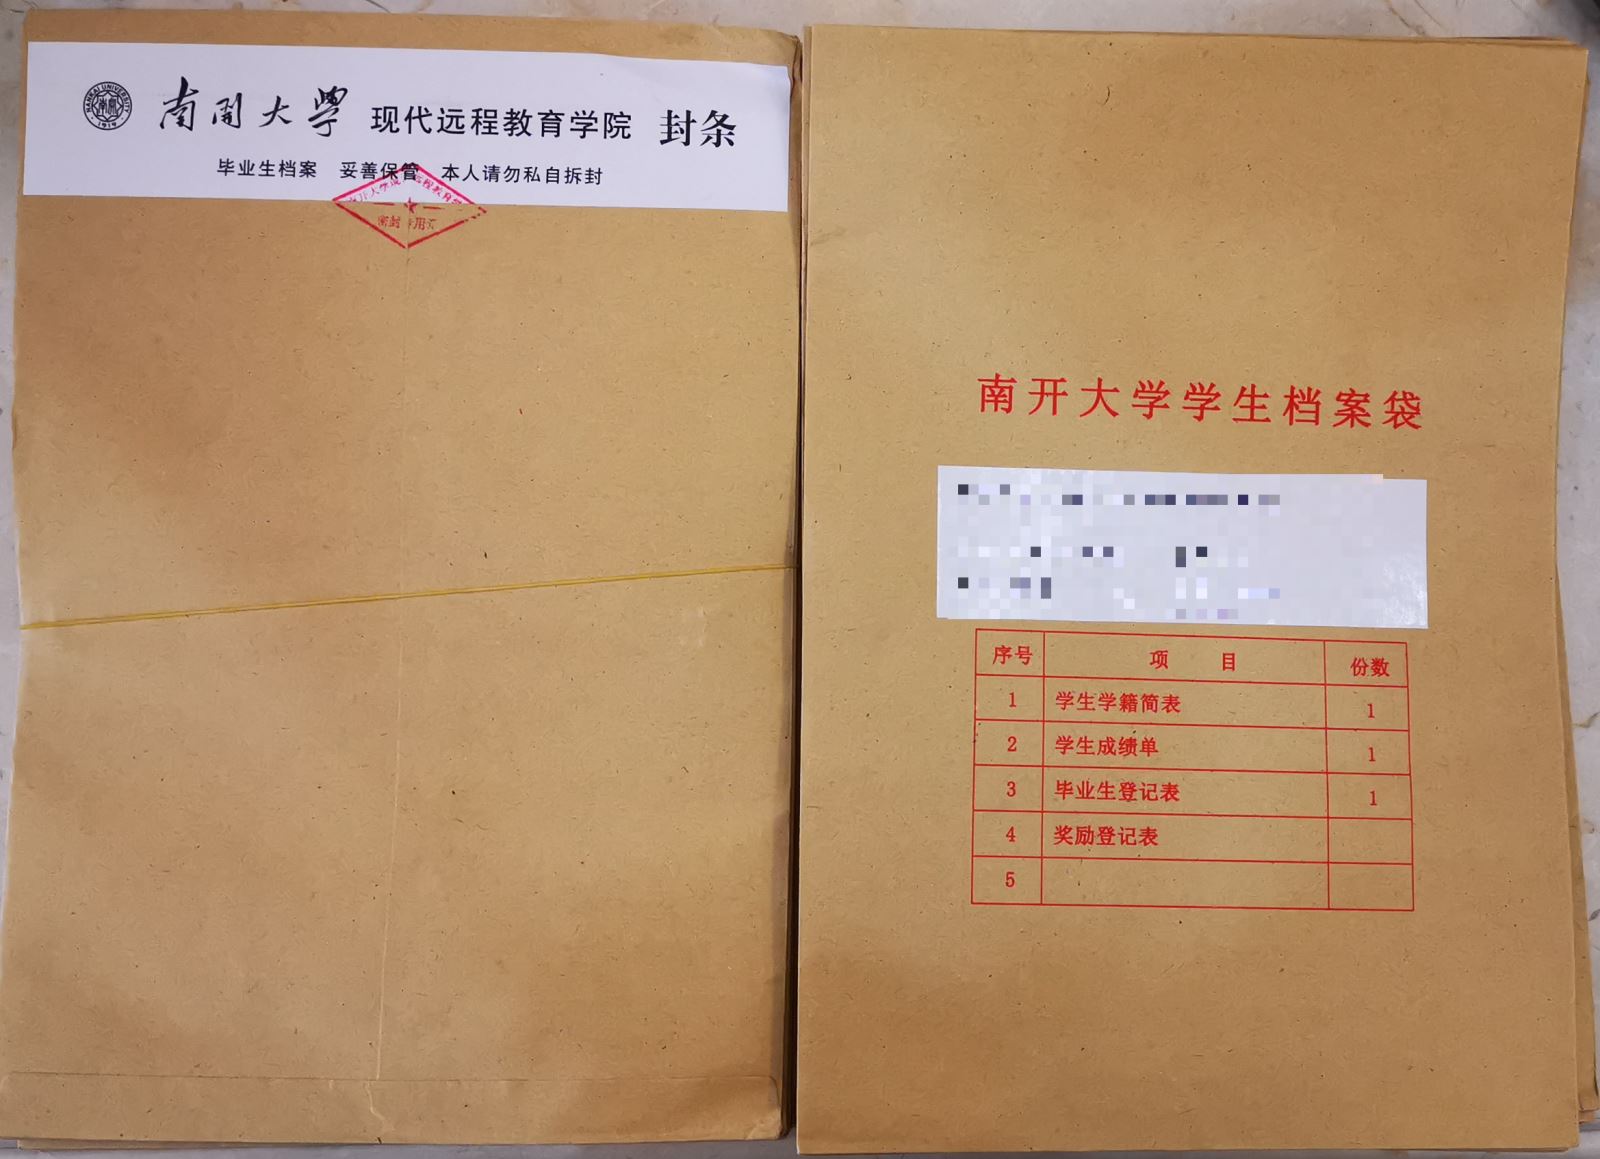 南開大學 现代远程教育学院 封条
毕业生档案 妥善保管 本人请勿私自拆封
NANKAI UNIVERSITY
1919
南开大学学生档案袋
序号 项 目 份数
1 学生学籍简表 1
2 学生成绩单 1
3 毕业生登记表 1
4 奖励登记表
5